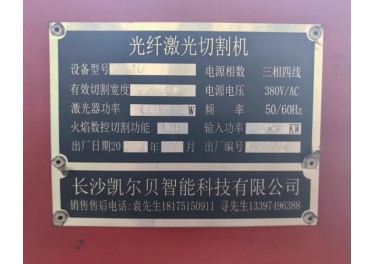 光纤激光切割机
设备型号 电源相数 三相四线
有效切割宽度 电源电压 380V/AC
激光器功率 W 频率 50/60Hz
火焰数控切割功能 输入功率 KW
出厂日期20 年 出厂编号
长沙凯尔贝智能科技有限公司
销售售后电话:袁先生18175150911 寻先生13397496388